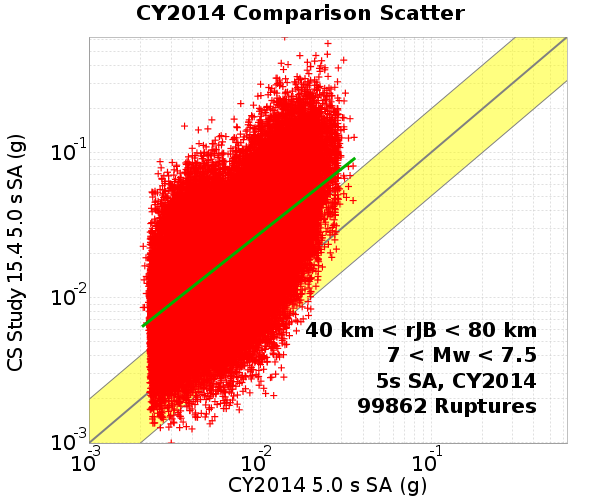 CY2014 Comparison Scatter
CS Study 15.4 5.0 s SA (g)
10-1
10-2
10-3
40 km < rJB < 80 km
7 < Mw < 7.5
5s SA, CY2014
99862 Ruptures
10-3 10-2 10-1
CY2014 5.0 s SA (g)